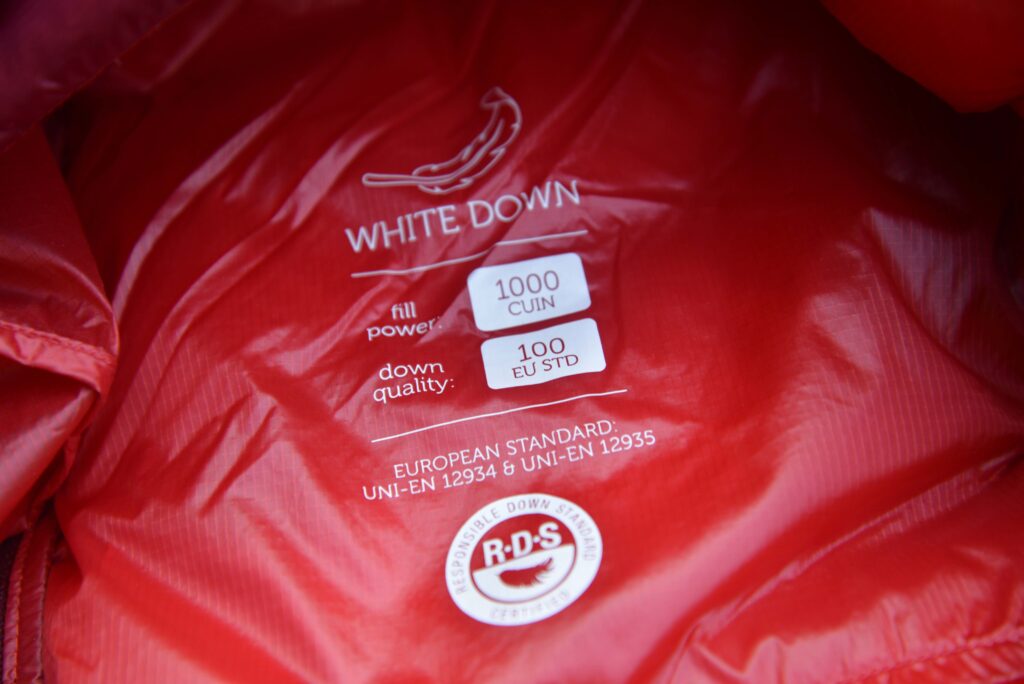 WHITE DOWN
fill
power:
1000
CUIN
down
quality:
100
EU STD
EUROPEAN STANDARD:
UNI-EN 12934 & UNI-EN 12935
RESPONSIBLE DOWN STANDARD
R·D·S
CERTIFIED